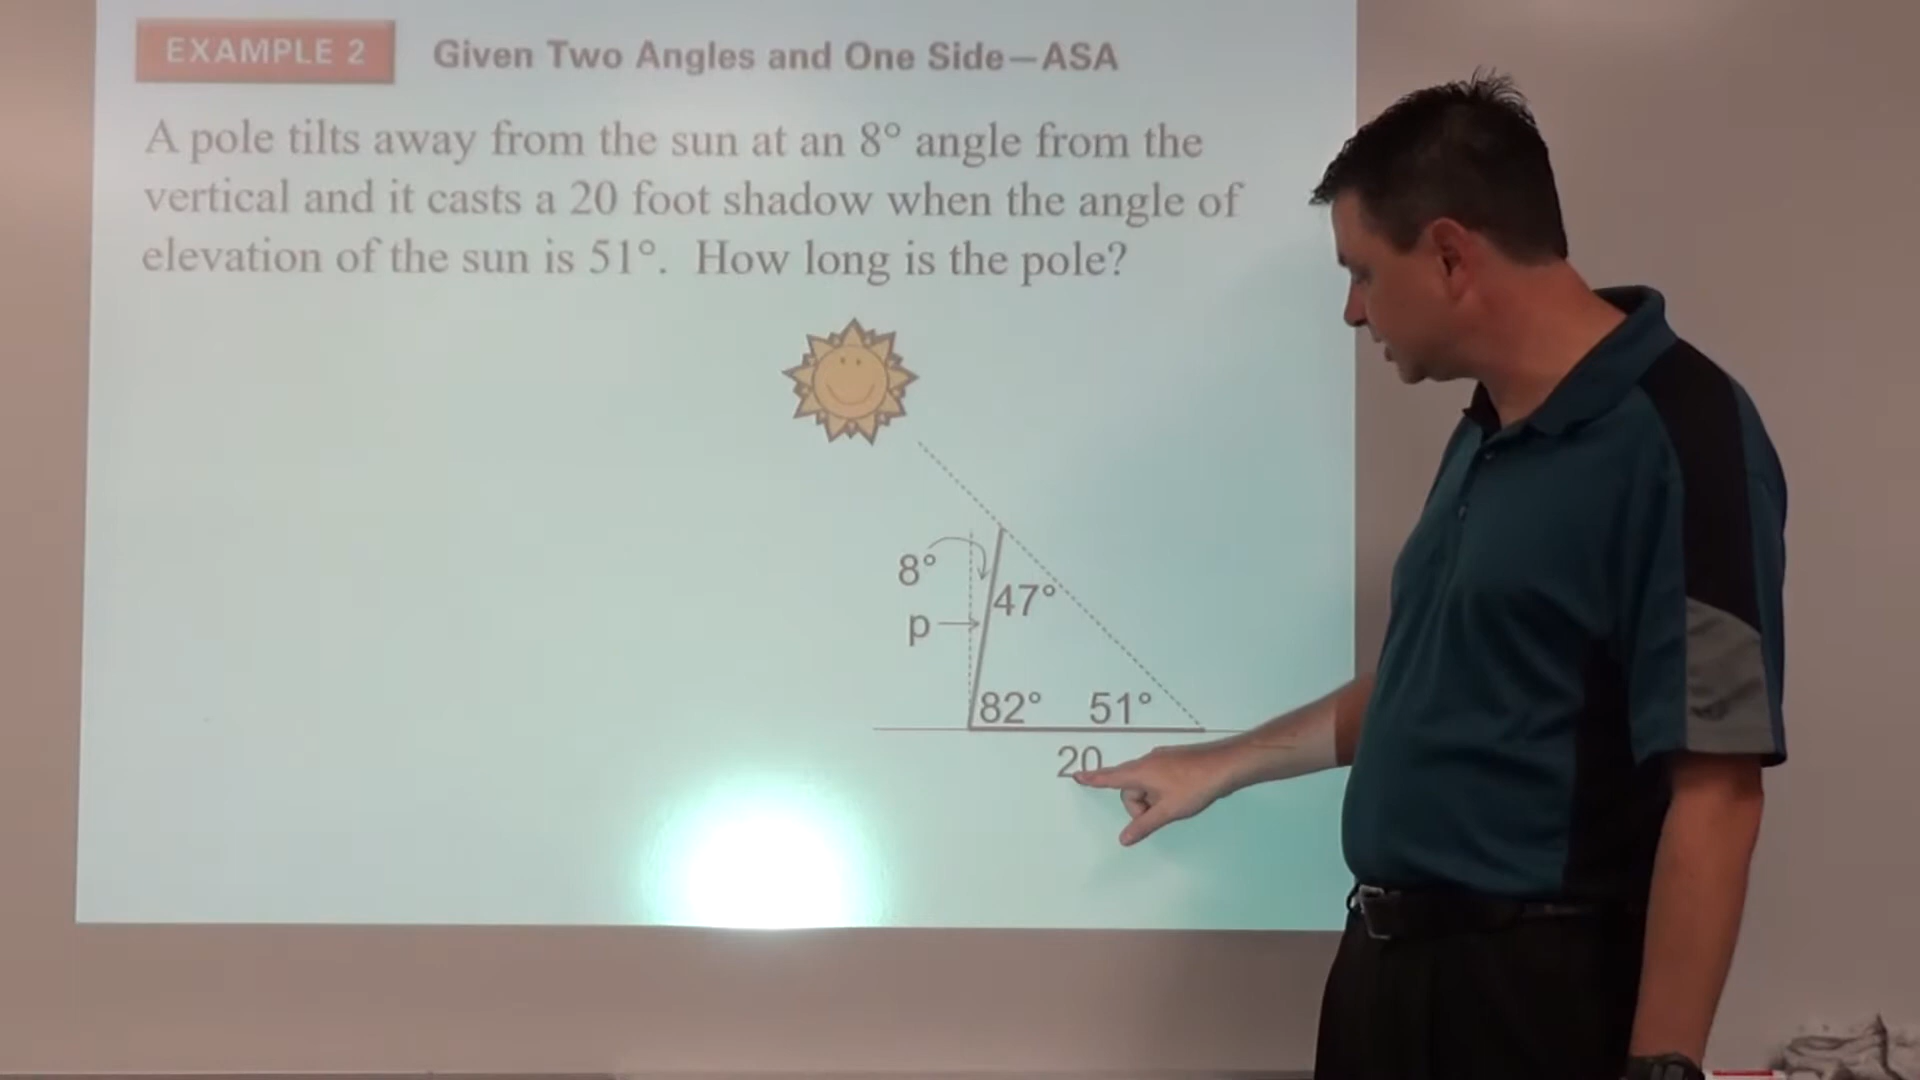 EXAMPLE 2 Given Two Angles and One Side—ASA
A pole tilts away from the sun at an 8° angle from the
vertical and it casts a 20 foot shadow when the angle of
elevation of the sun is 51°. How long is the pole?
8°
47°
p
82° 51°
20